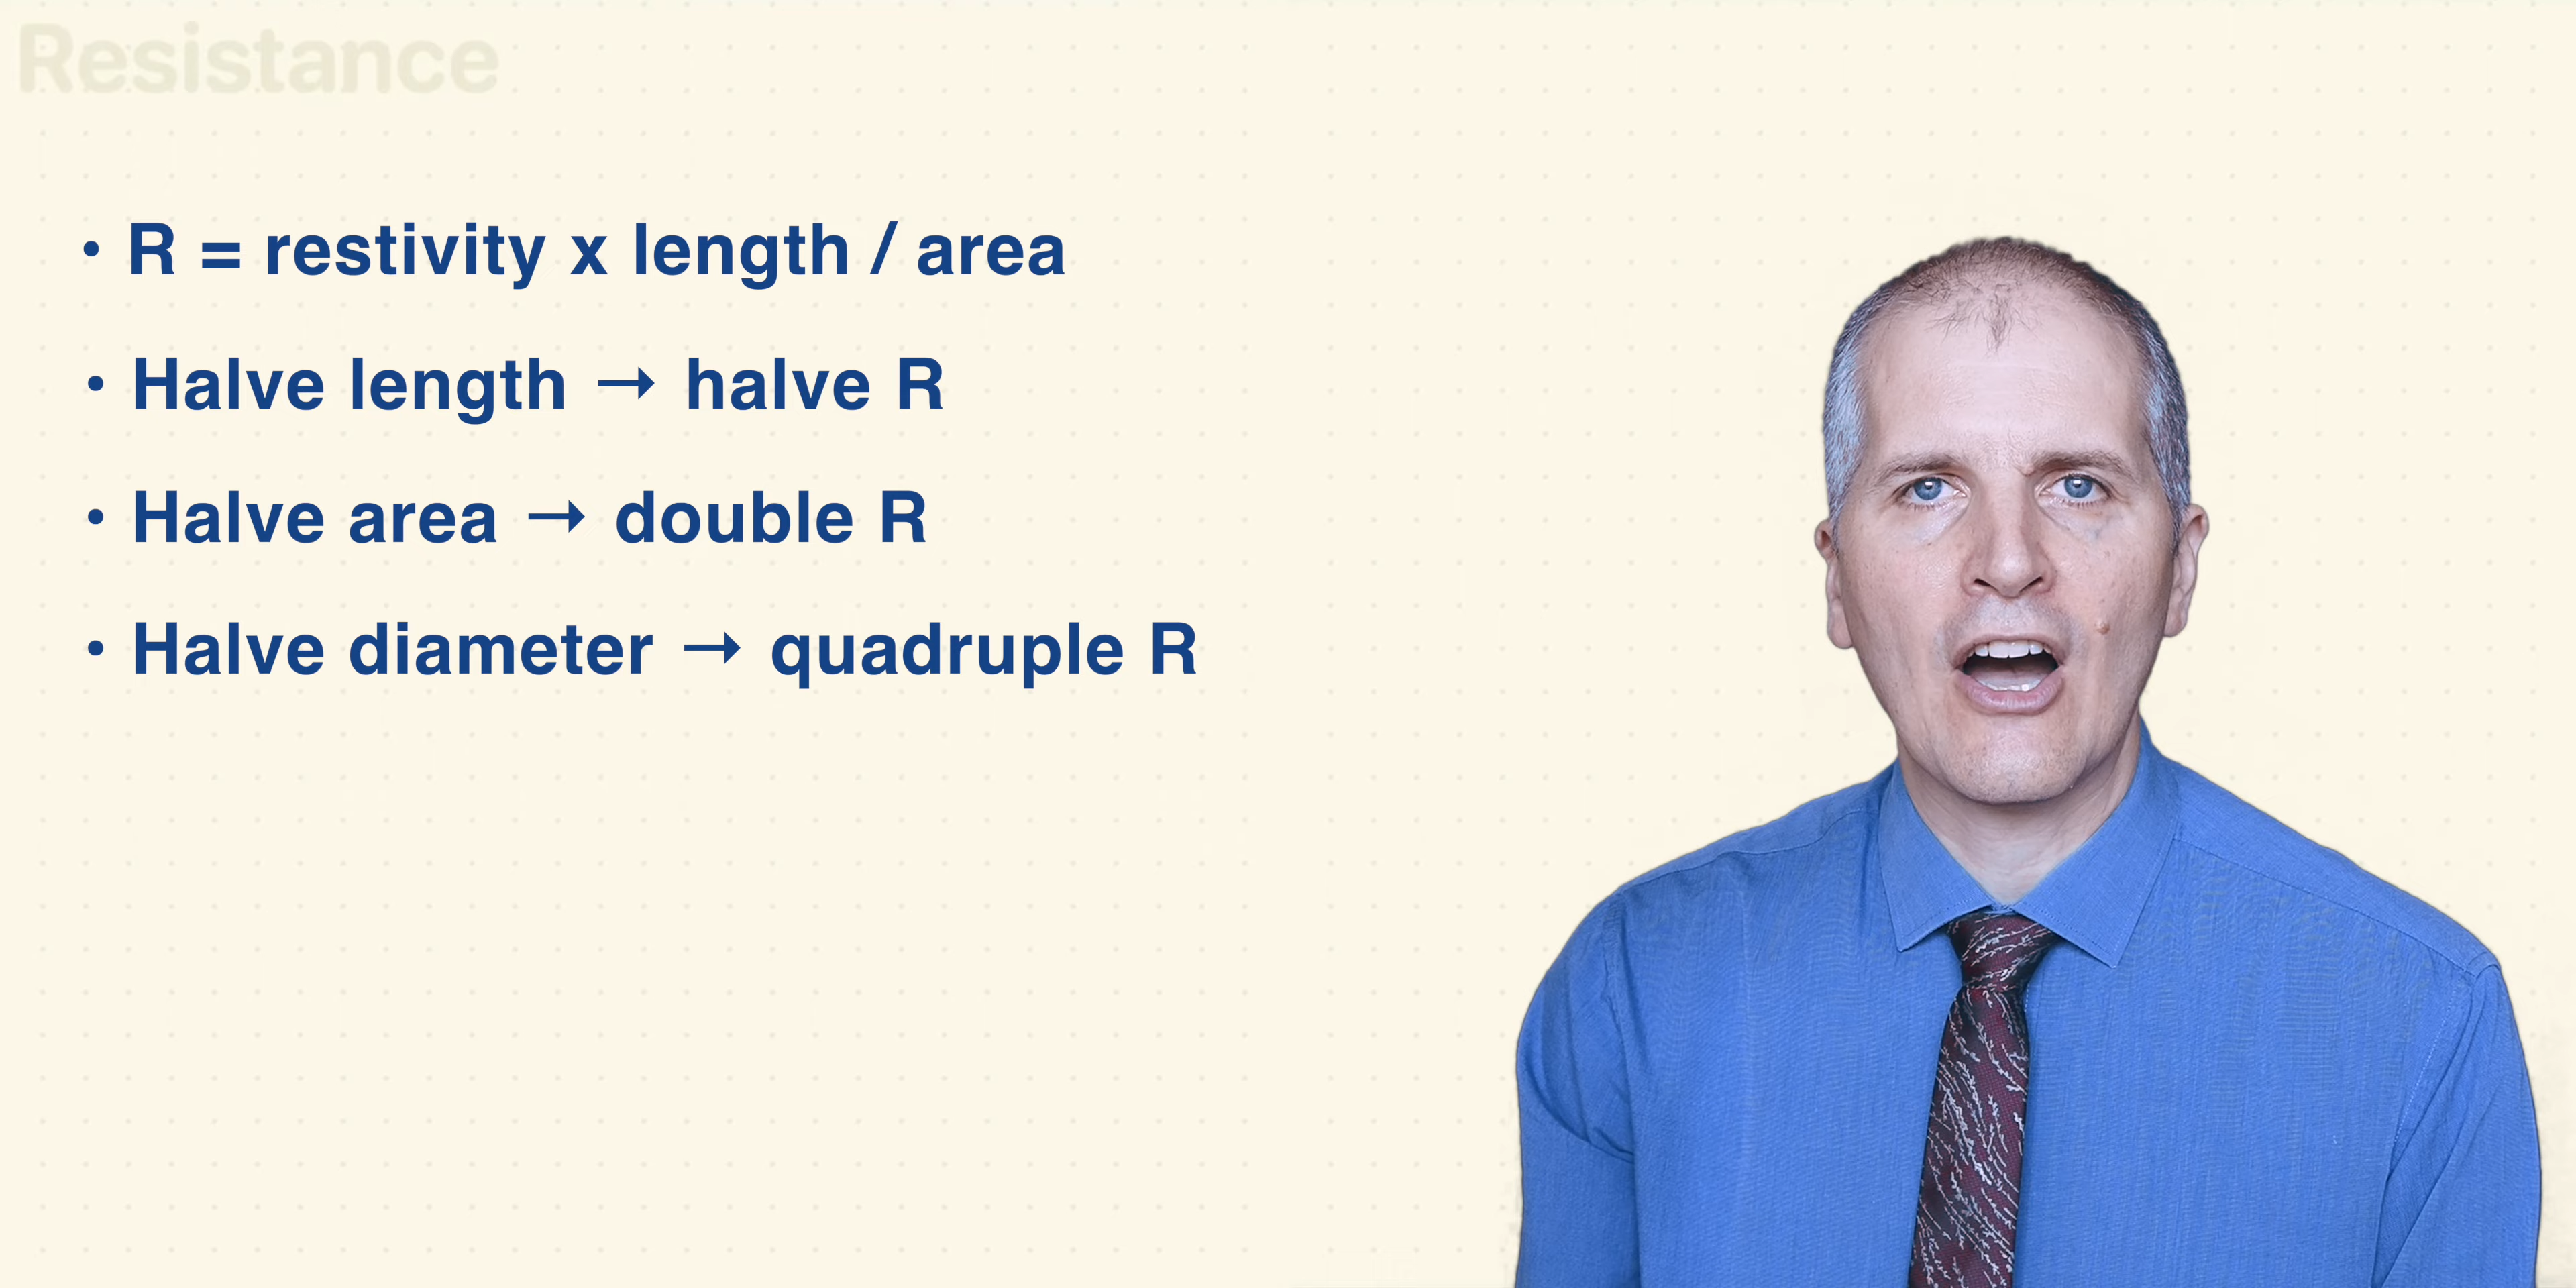 Resistance
• R = restivity x length / area
• Halve length → halve R
• Halve area → double R
• Halve diameter → quadruple R